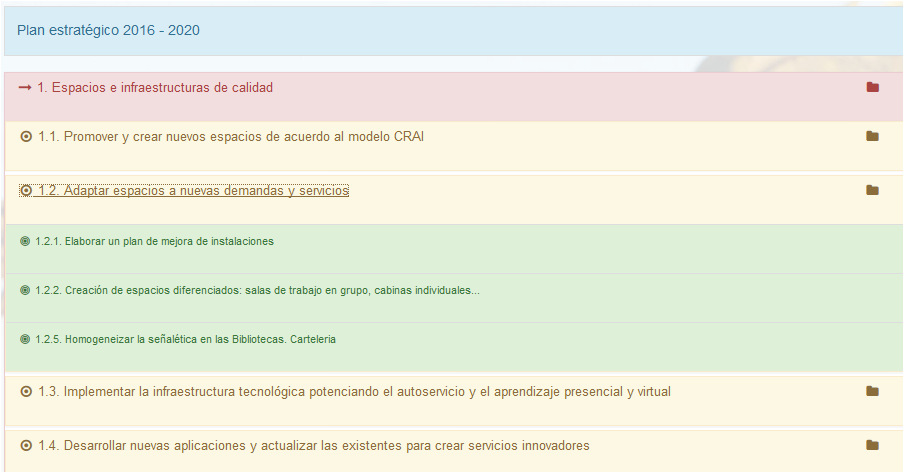 Plan estratégico 2016 - 2020
1. Espacios e infraestructuras de calidad
1.1. Promover y crear nuevos espacios de acuerdo al modelo CRAI
1.2. Adaptar espacios a nuevas demandas y servicios
1.2.1. Elaborar un plan de mejora de instalaciones
1.2.2. Creación de espacios diferenciados: salas de trabajo en grupo, cabinas individuales...
1.2.5. Homogeneizar la señalética en las Bibliotecas. Carteleria
1.3. Implementar la infraestructura tecnológica potenciando el autoservicio y el aprendizaje presencial y virtual
1.4. Desarrollar nuevas aplicaciones y actualizar las existentes para crear servicios innovadores